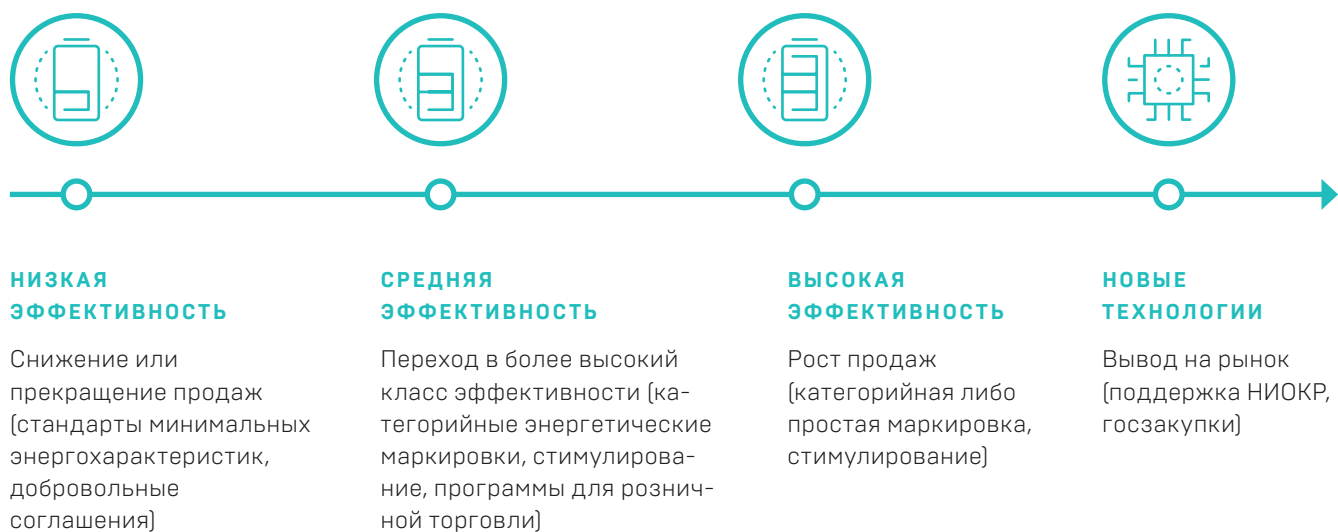 НИЗКАЯ
ЭФФЕКТИВНОСТЬ
Снижение или
прекращение продаж
(стандарты минимальных
энергохарактеристик,
добровольные
соглашения)
СРЕДНЯЯ
ЭФФЕКТИВНОСТЬ
Переход в более высокий
класс эффективности (ка-
тегорийные энергетические
маркировки, стимулирова-
ние, программы для рознич-
ной торговли)
ВЫСОКАЯ
ЭФФЕКТИВНОСТЬ
Рост продаж
(категорийная либо
простая маркировка,
стимулирование)
НОВЫЕ
ТЕХНОЛОГИИ
Вывод на рынок
(поддержка НИОКР,
госзакупки)